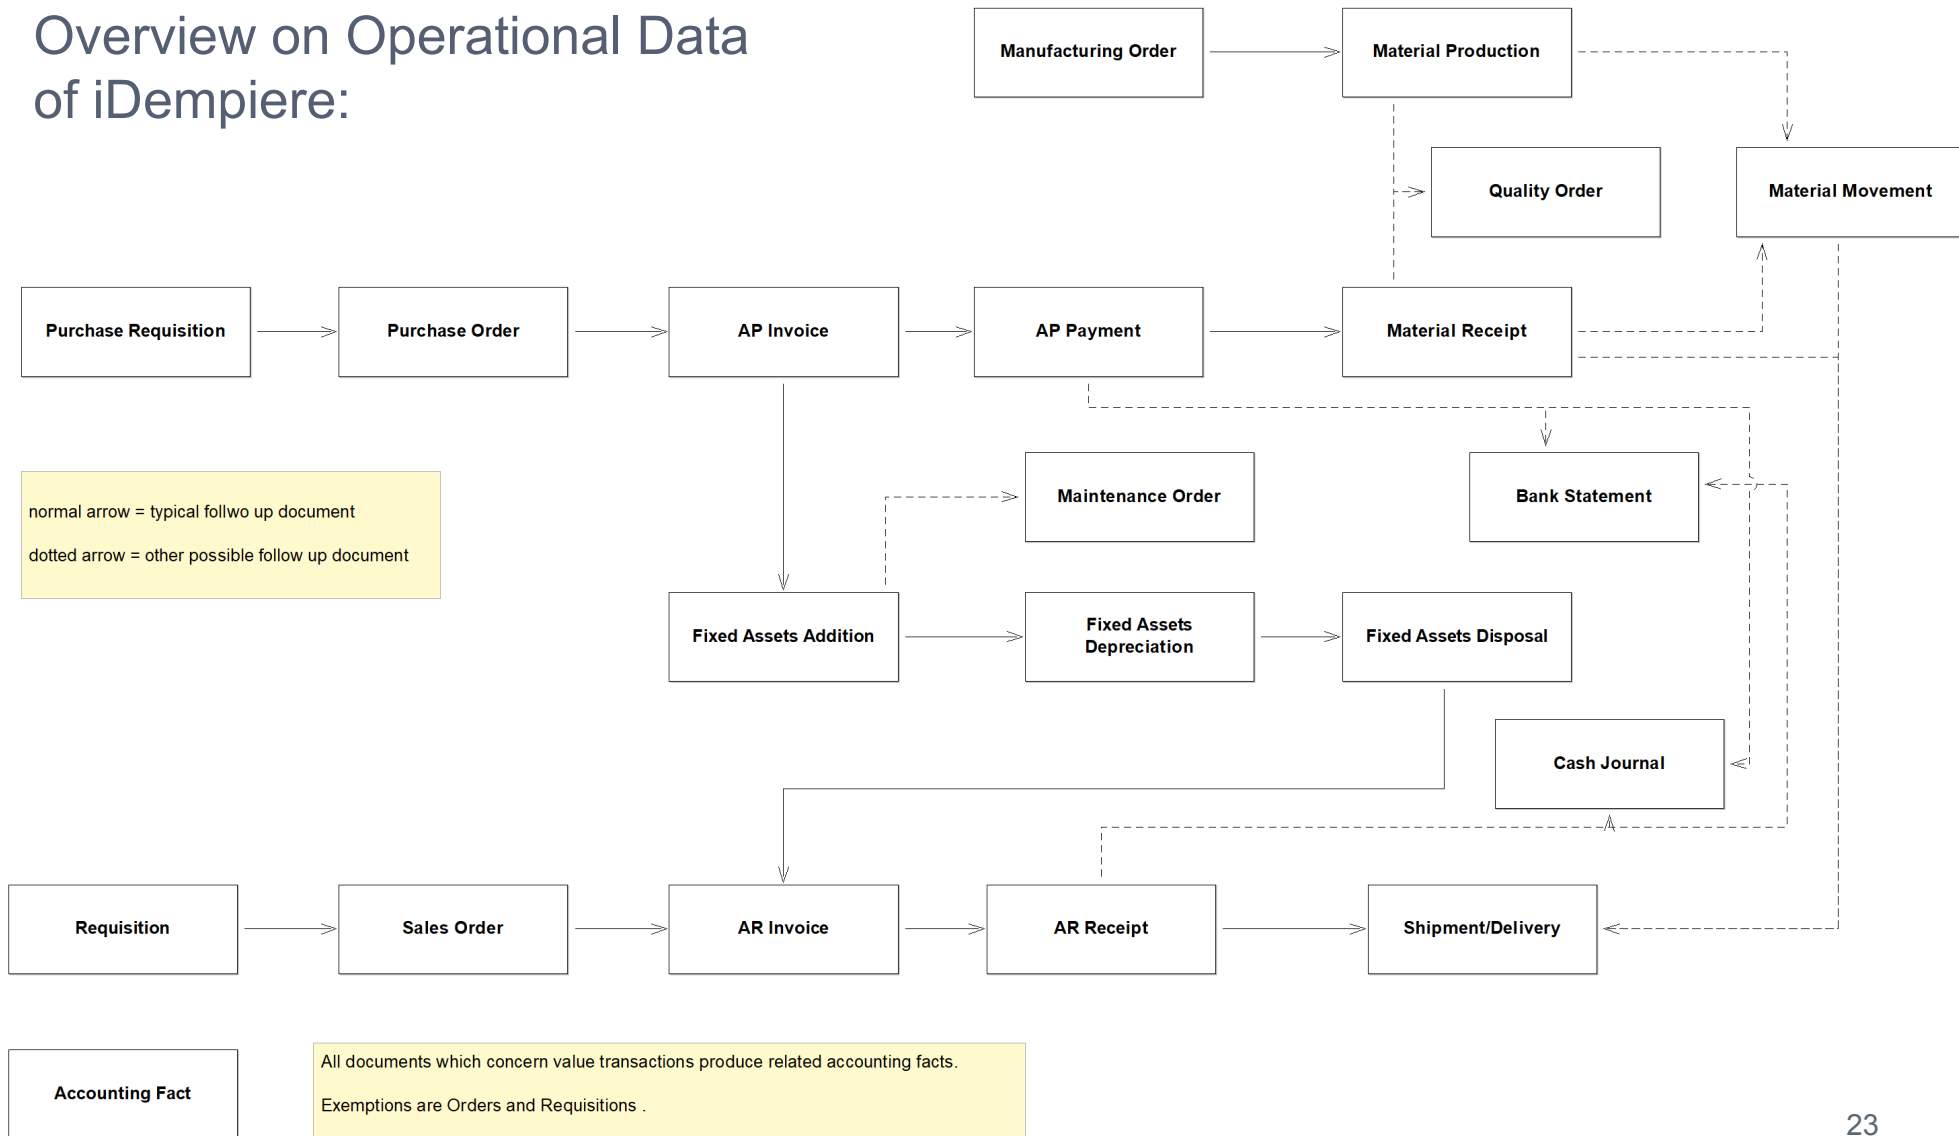 Overview on Operational Data
of iDempiere:
Manufacturing Order
Material Production
Quality Order
Material Movement
Purchase Requisition
Purchase Order
AP Invoice
AP Payment
Material Receipt
normal arrow = typical follwo up document
dotted arrow = other possible follow up document
Maintenance Order
Bank Statement
Fixed Assets Addition
Fixed Assets
Depreciation
Fixed Assets Disposal
Cash Journal
Requisition
Sales Order
AR Invoice
AR Receipt
Shipment/Delivery
Accounting Fact
All documents which concern value transactions produce related accounting facts.
Exemptions are Orders and Requisitions .
23